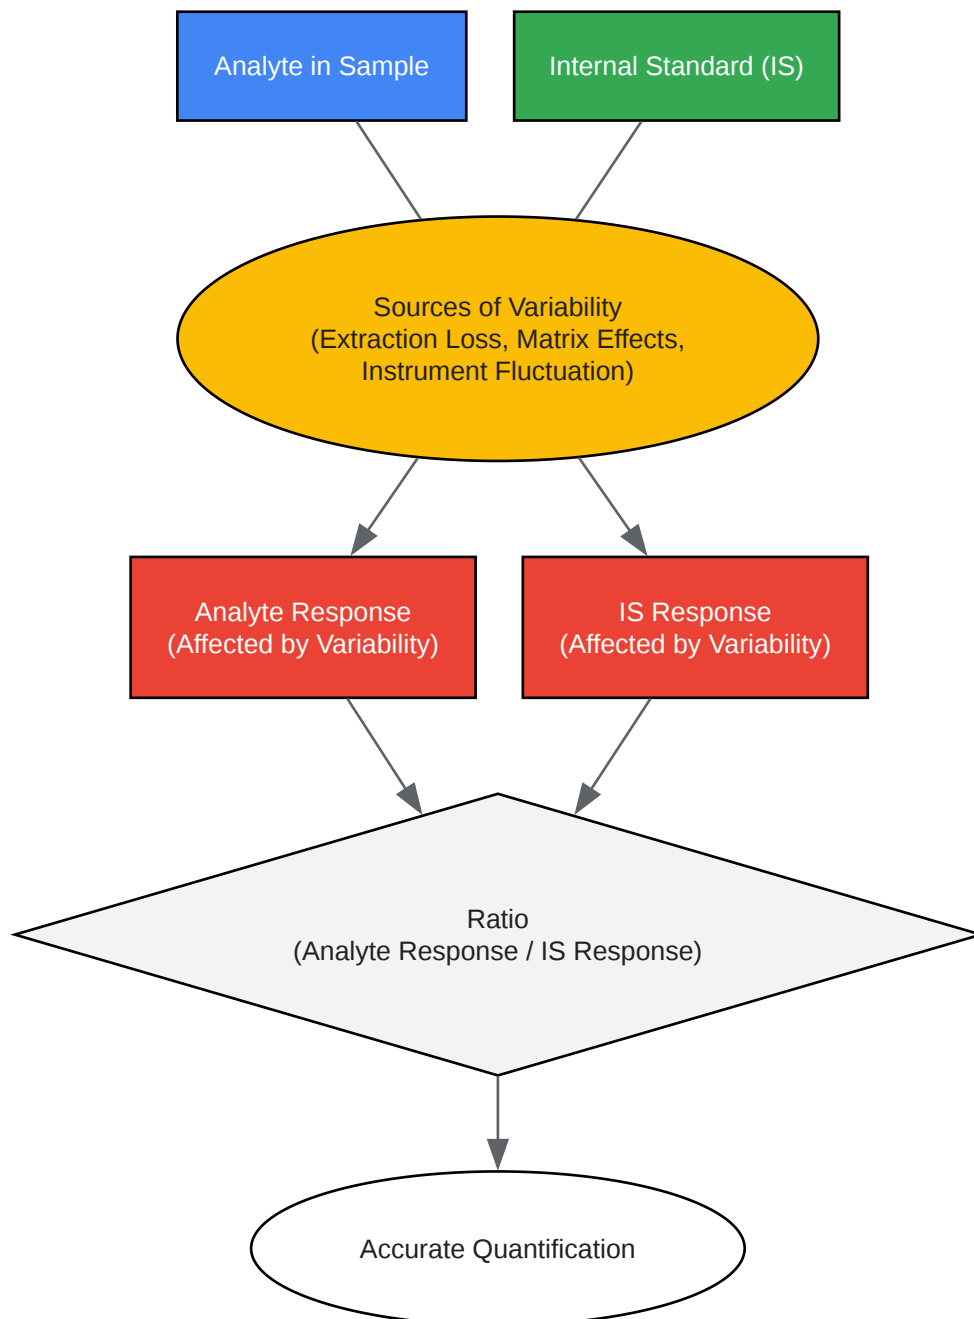 Analyte in Sample
Internal Standard (IS)
Sources of Variability
(Extraction Loss, Matrix Effects,
Instrument Fluctuation)
Analyte Response
(Affected by Variability)
IS Response
(Affected by Variability)
Ratio
(Analyte Response / IS Response)
Accurate Quantification